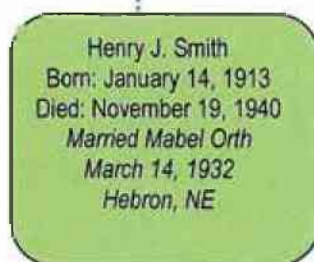 Henry J. Smith
Born: January 14, 1913
Died: November 19, 1940
Married Mabel Orth
March 14, 1932
Hebron, NE